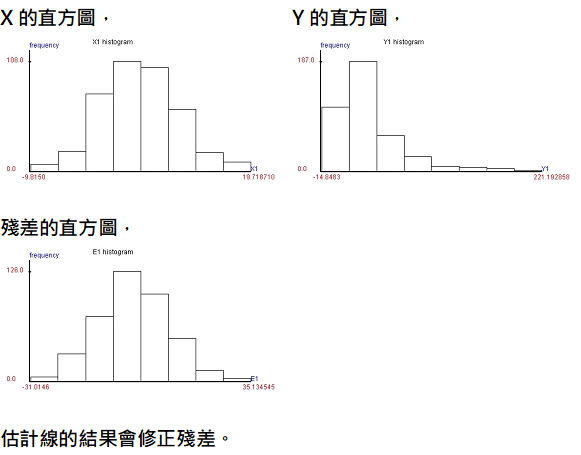 X 的直方圖，
Y 的直方圖，
X1 histogram
frequency
108.0
0.0
X1
-9.8150
19.718710
Y1 histogram
frequency
187.0
0.0
Y1
-14.8483
221.192858
殘差的直方圖，
E1 histogram
frequency
126.0
0.0
E1
-31.0146
35.134545
估計線的結果會修正殘差。